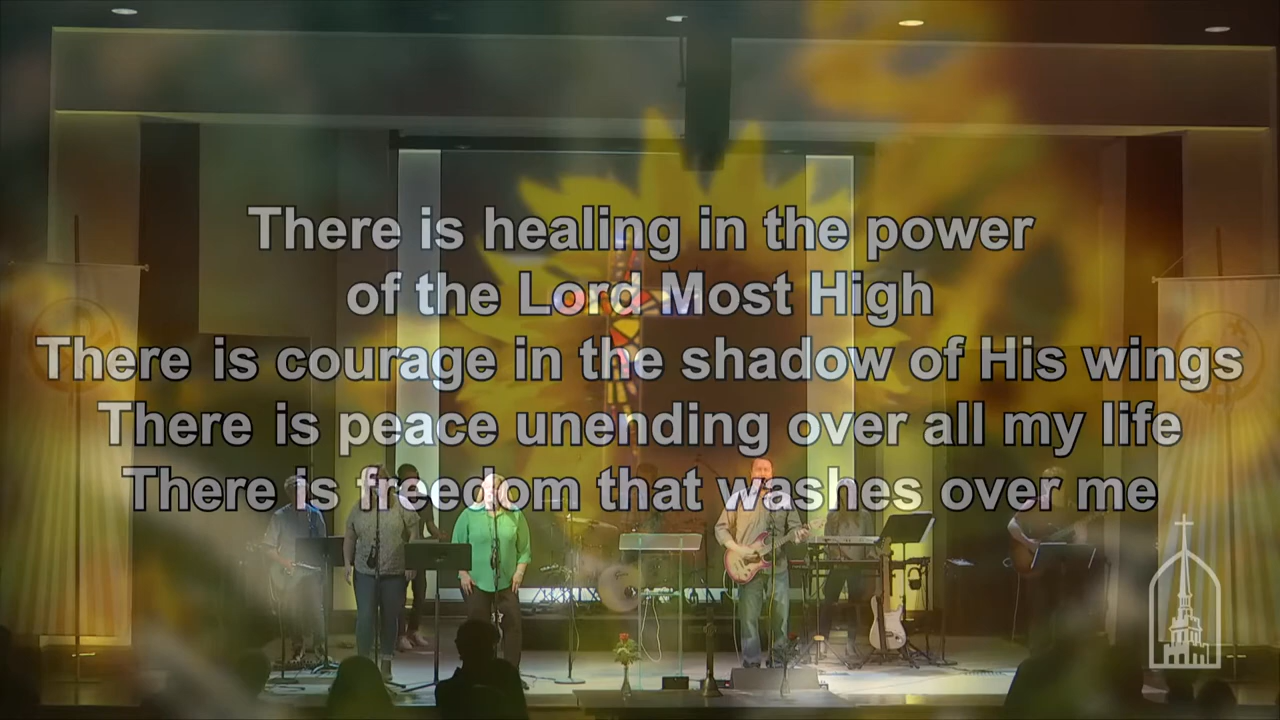 There is healing in the power
of the Lord Most High
There is courage in the shadow of His wings
There is peace unending over all my life
There is freedom that washes over me